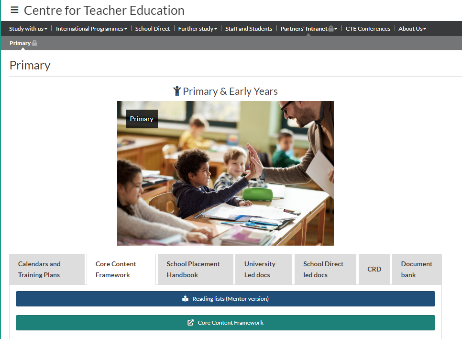 Centre for Teacher Education
Study with us International Programmes School Direct Further study Staff and Students Partners' Intranet CTE Conferences About Us
Primary
Primary
Primary & Early Years
Primary
Calendars and Training Plans
Core Content Framework
School Placement Handbook
University Led docs
School Direct led docs
CRD
Document bank
Reading lists (Mentor version)
Core Content Framework